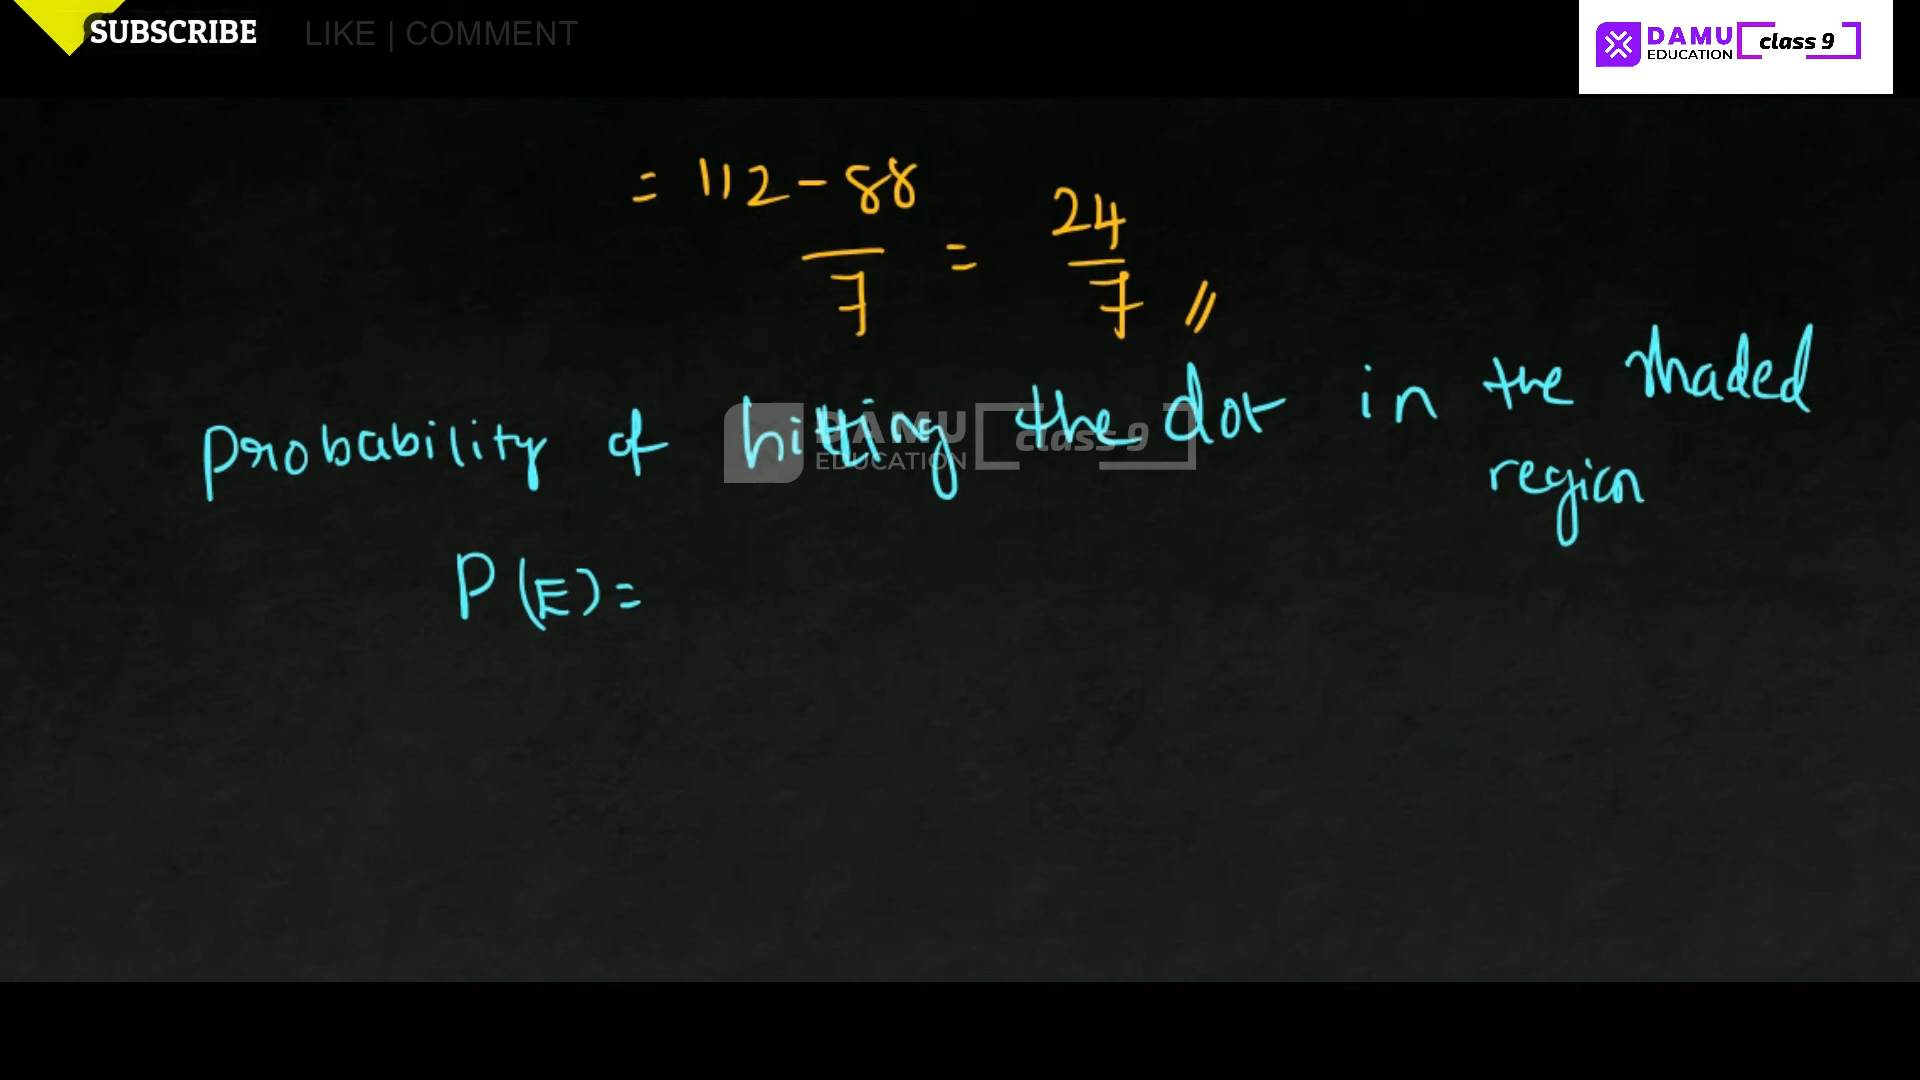 SUBSCRIBE LIKE | COMMENT
DAMU EDUCATION class 9
= 112 - 88 / 7 = 24 / 7 //
Probability of hitting the dot in the shaded
region
DAMU EDUCATION class 9
P(E) =